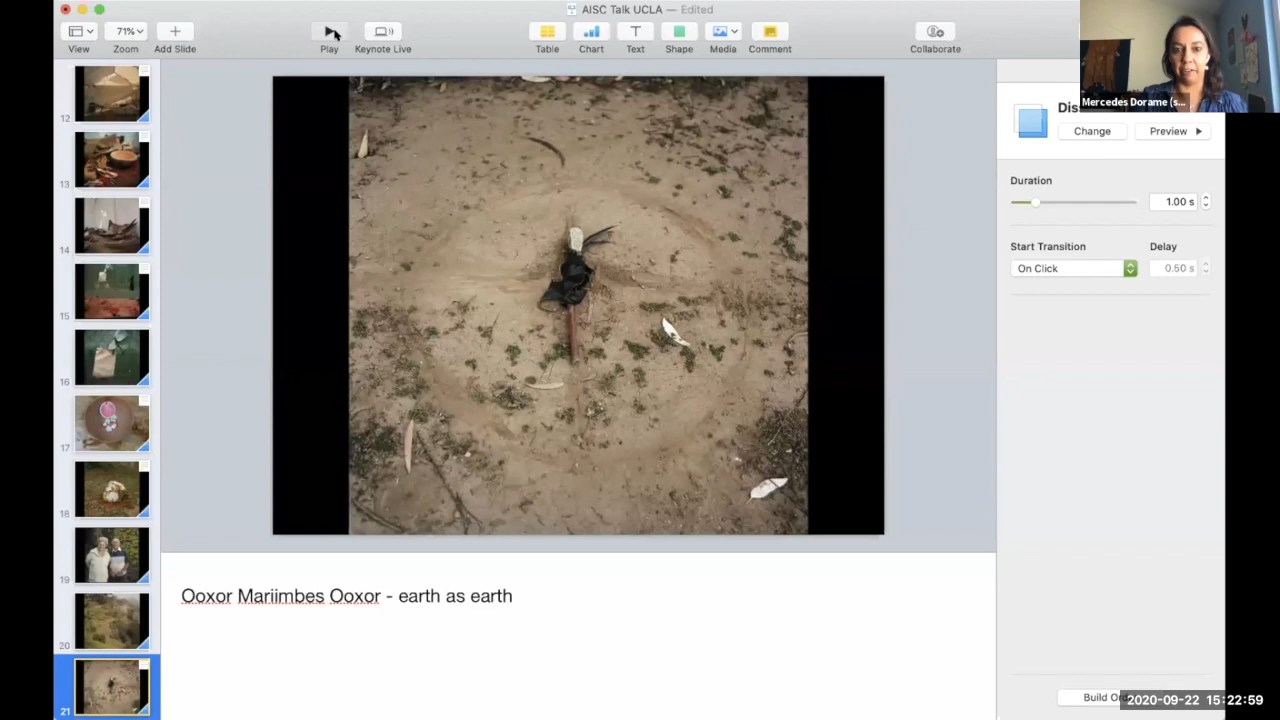 AISC Talk UCLA — Edited
71%
View
Zoom
Add Slide
Play
Keynote Live
Table
Chart
Text
Shape
Media
Comment
Collaborate
Mercedes Dorame (s...
Change
Preview
Duration
1.00 s
Start Transition
Delay
On Click
0.50 s
12
13
14
15
16
17
18
19
20
21
Ooxor Mariimbes Ooxor - earth as earth
2020-09-22 15:22:59